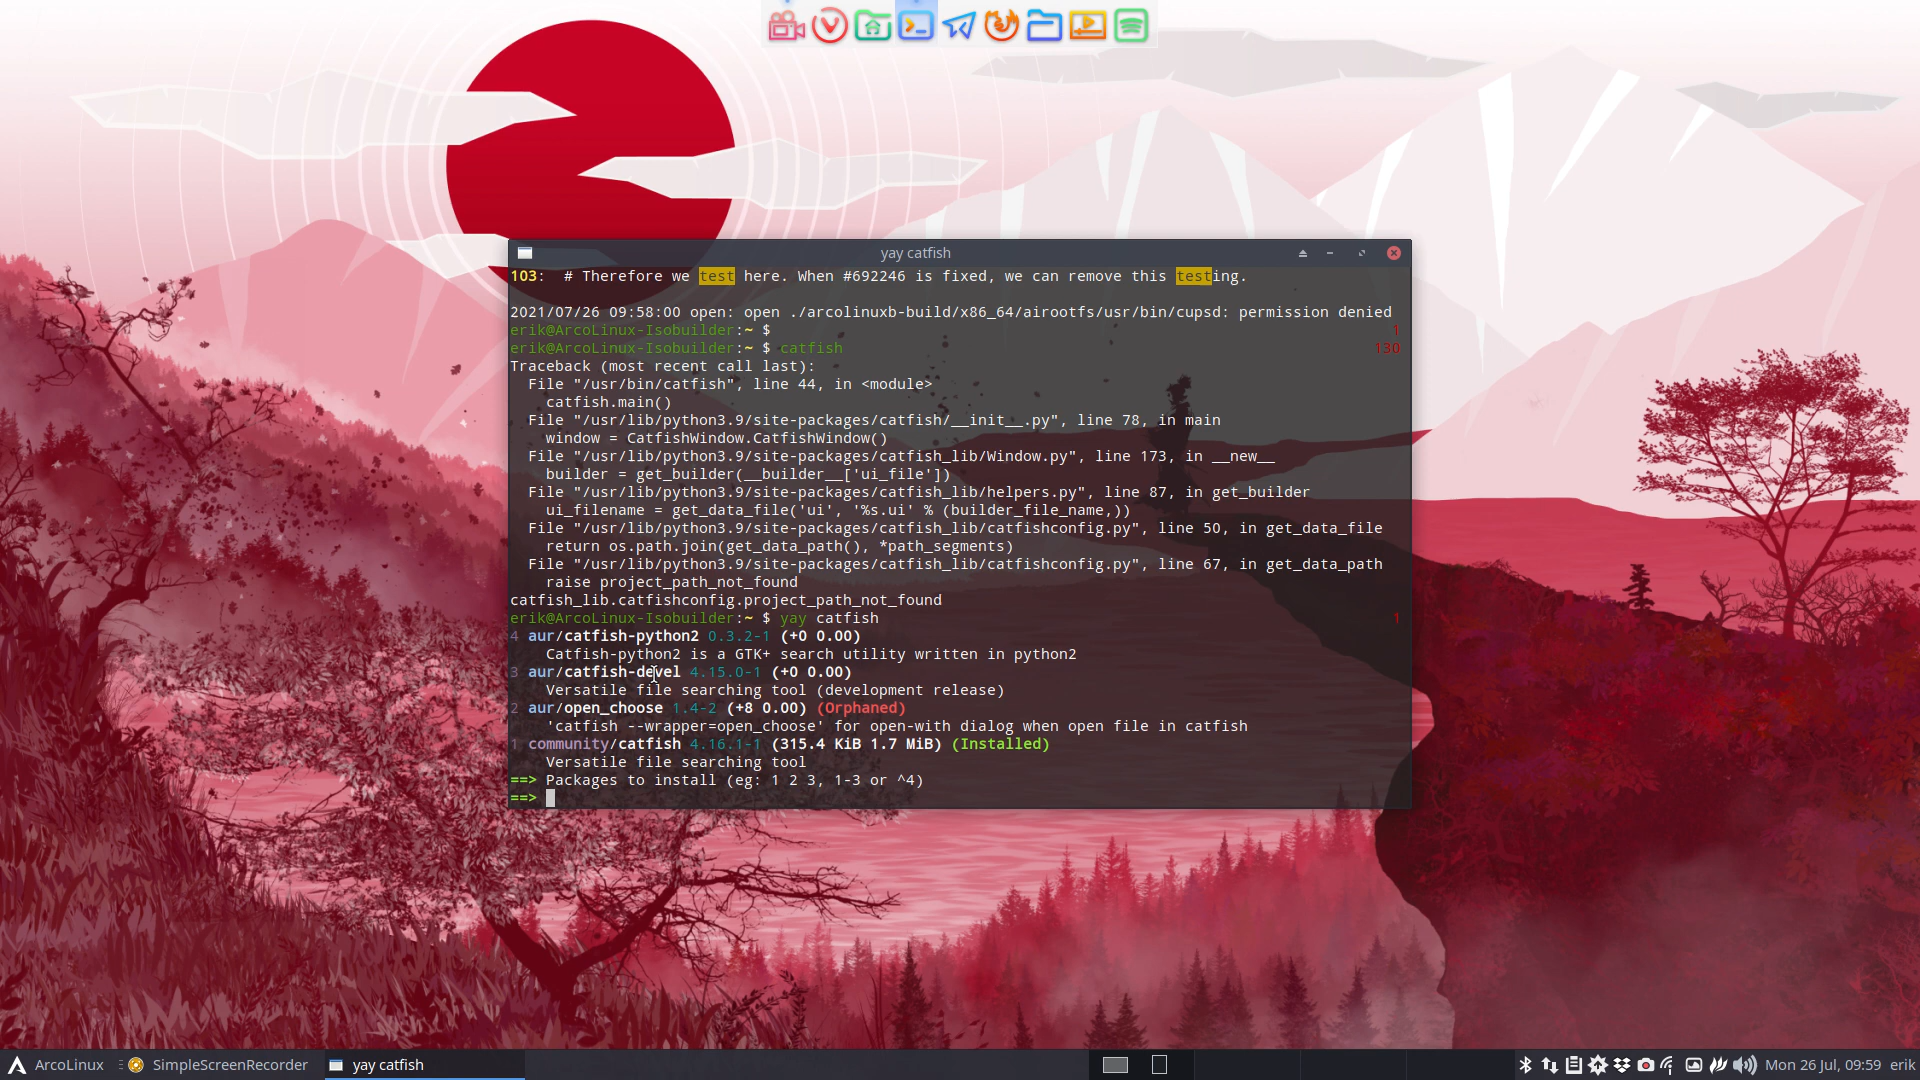 yay catfish
103:  # Therefore we test here. When #692246 is fixed, we can remove this testing.
2021/07/26 09:58:00 open: open ./arcolinuxb-build/x86_64/airootfs/usr/bin/cupsd: permission denied
erik@ArcoLinux-Isobuilder:~ $ 1
erik@ArcoLinux-Isobuilder:~ $ catfish 130
Traceback (most recent call last):
  File "/usr/bin/catfish", line 44, in <module>
    catfish.main()
  File "/usr/lib/python3.9/site-packages/catfish/__init__.py", line 78, in main
    window = CatfishWindow.CatfishWindow()
  File "/usr/lib/python3.9/site-packages/catfish_lib/Window.py", line 173, in __new__
    builder = get_builder(__builder__['ui_file'])
  File "/usr/lib/python3.9/site-packages/catfish_lib/helpers.py", line 87, in get_builder
    ui_filename = get_data_file('ui', '%s.ui' % (builder_file_name,))
  File "/usr/lib/python3.9/site-packages/catfish_lib/catfishconfig.py", line 50, in get_data_file
    return os.path.join(get_data_path(), *path_segments)
  File "/usr/lib/python3.9/site-packages/catfish_lib/catfishconfig.py", line 67, in get_data_path
    raise project_path_not_found
catfish_lib.catfishconfig.project_path_not_found
erik@ArcoLinux-Isobuilder:~ $ yay catfish 1
4 aur/catfish-python2 0.3.2-1 (+0 0.00)
    Catfish-python2 is a GTK+ search utility written in python2
3 aur/catfish-devel 4.15.0-1 (+0 0.00)
    Versatile file searching tool (development release)
2 aur/open_choose 1.4-2 (+8 0.00) (Orphaned)
    'catfish --wrapper=open_choose' for open-with dialog when open file in catfish
1 community/catfish 4.16.1-1 (315.4 KiB 1.7 MiB) (Installed)
    Versatile file searching tool
==> Packages to install (eg: 1 2 3, 1-3 or ^4)
==>
ArcoLinux SimpleScreenRecorder yay catfish Mon 26 Jul, 09:59 erik